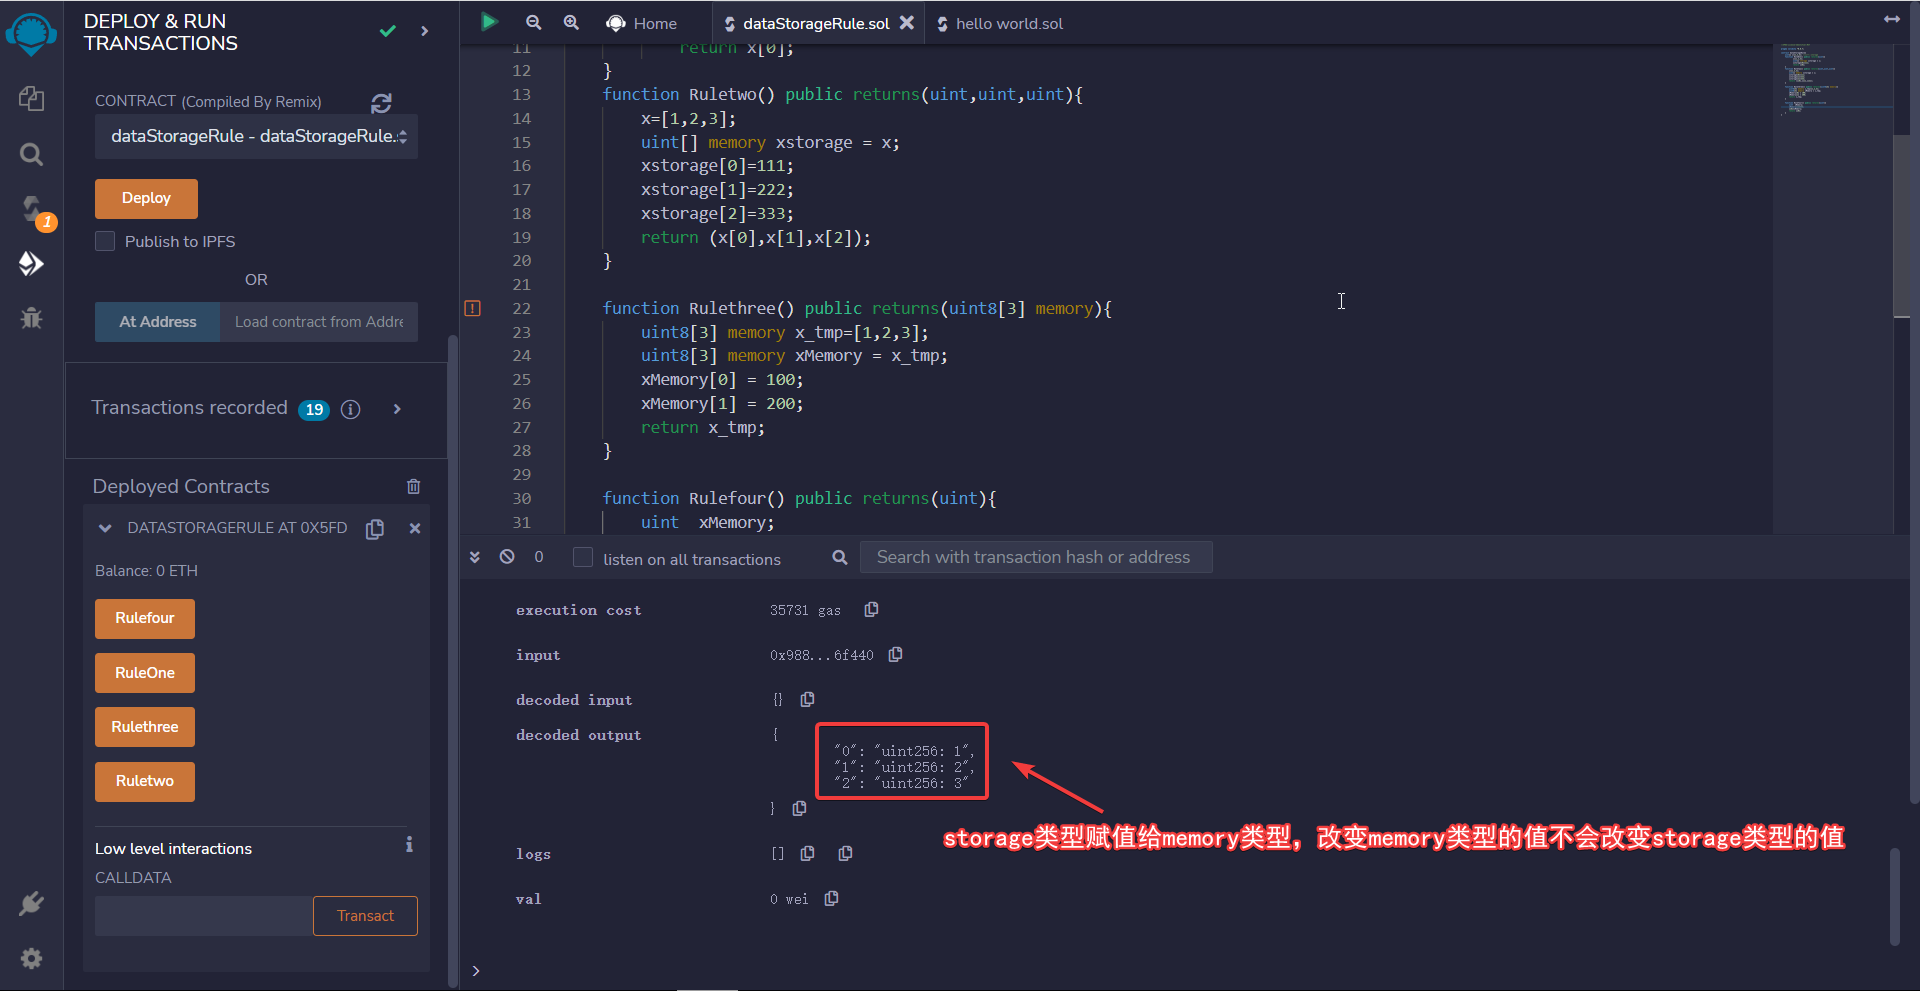 DEPLOY & RUN
TRANSACTIONS
CONTRACT (Compiled By Remix)
dataStorageRule - dataStorageRule.
Deploy
Publish to IPFS
OR
At Address
Load contract from Addre
Transactions recorded 19
Deployed Contracts
DATASTORAGERULE AT 0X5FD
Balance: 0 ETH
Rulefour
RuleOne
Rulethree
Ruletwo
Low level interactions
CALLDATA
Transact
1
Home
dataStorageRule.sol
hello world.sol
11 return x[0];
12 }
13 function Ruletwo() public returns(uint,uint,uint){
14 x=[1,2,3];
15 uint[] memory xstorage = x;
16 xstorage[0]=111;
17 xstorage[1]=222;
18 xstorage[2]=333;
19 return (x[0],x[1],x[2]);
20 }
21
22 function Rulethree() public returns(uint8[3] memory){
23 uint8[3] memory x_tmp=[1,2,3];
24 uint8[3] memory xMemory = x_tmp;
25 xMemory[0] = 100;
26 xMemory[1] = 200;
27 return x_tmp;
28 }
29
30 function Rulefour() public returns(uint){
31 uint  xMemory;
0
listen on all transactions
Search with transaction hash or address
execution cost 35731 gas
input 0x988...6f440
decoded input {}
decoded output {
"0": "uint256: 1",
"1": "uint256: 2",
"2": "uint256: 3"
}
storage类型赋值给memory类型，改变memory类型的值不会改变storage类型的值
logs []
val 0 wei
>